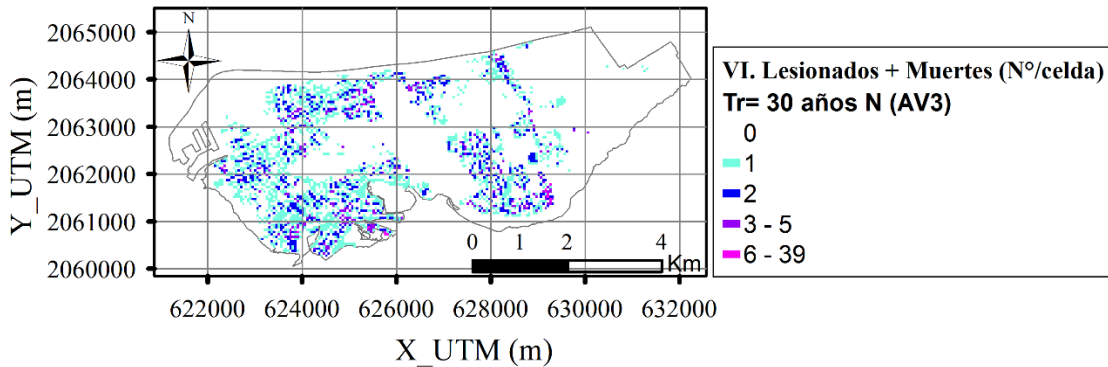 N
2065000
2064000
2063000
2062000
2061000
2060000
Y_UTM (m)
0 1 2 4
Km
622000 624000 626000 628000 630000 632000
X_UTM (m)
VI. Lesionados + Muertes (N°/celda)
Tr= 30 años N (AV3)
0
1
2
3 - 5
6 - 39